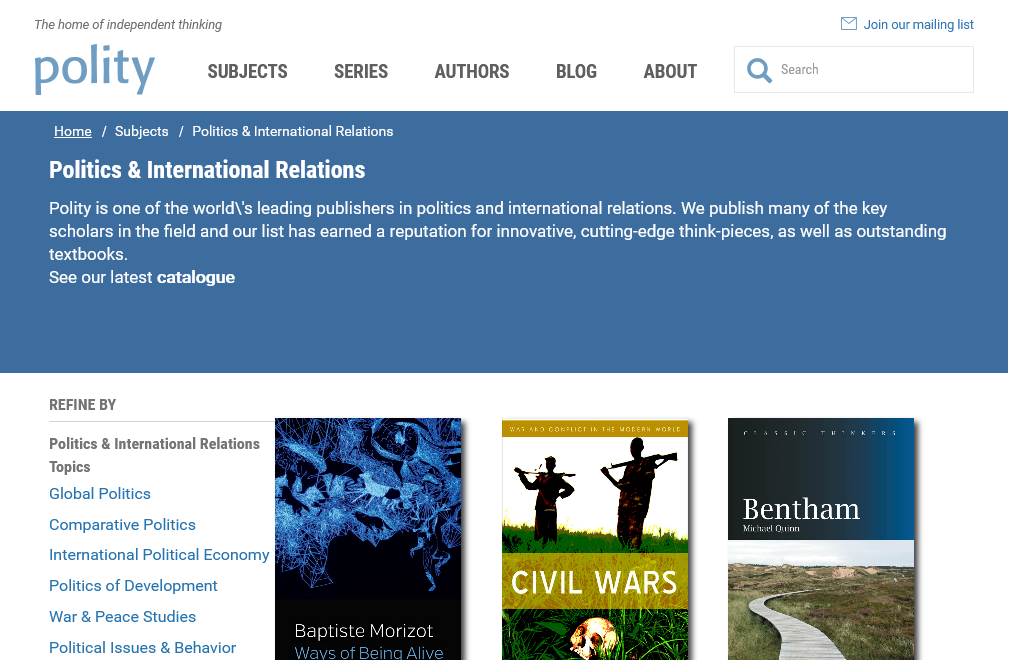 The home of independent thinking
Join our mailing list
polity
SUBJECTS
SERIES
AUTHORS
BLOG
ABOUT
Search
Home / Subjects / Politics & International Relations
Politics & International Relations
Polity is one of the world\'s leading publishers in politics and international relations. We publish many of the key
scholars in the field and our list has earned a reputation for innovative, cutting-edge think-pieces, as well as outstanding
textbooks.
See our latest catalogue
REFINE BY
Politics & International Relations
Topics
Global Politics
Comparative Politics
International Political Economy
Politics of Development
War & Peace Studies
Political Issues & Behavior
Baptiste Morizot
Ways of Being Alive
WAR AND CONFLICT IN THE MODERN WORLD
CIVIL WARS
CLASSIC THINKERS
Bentham
Michael Quinn